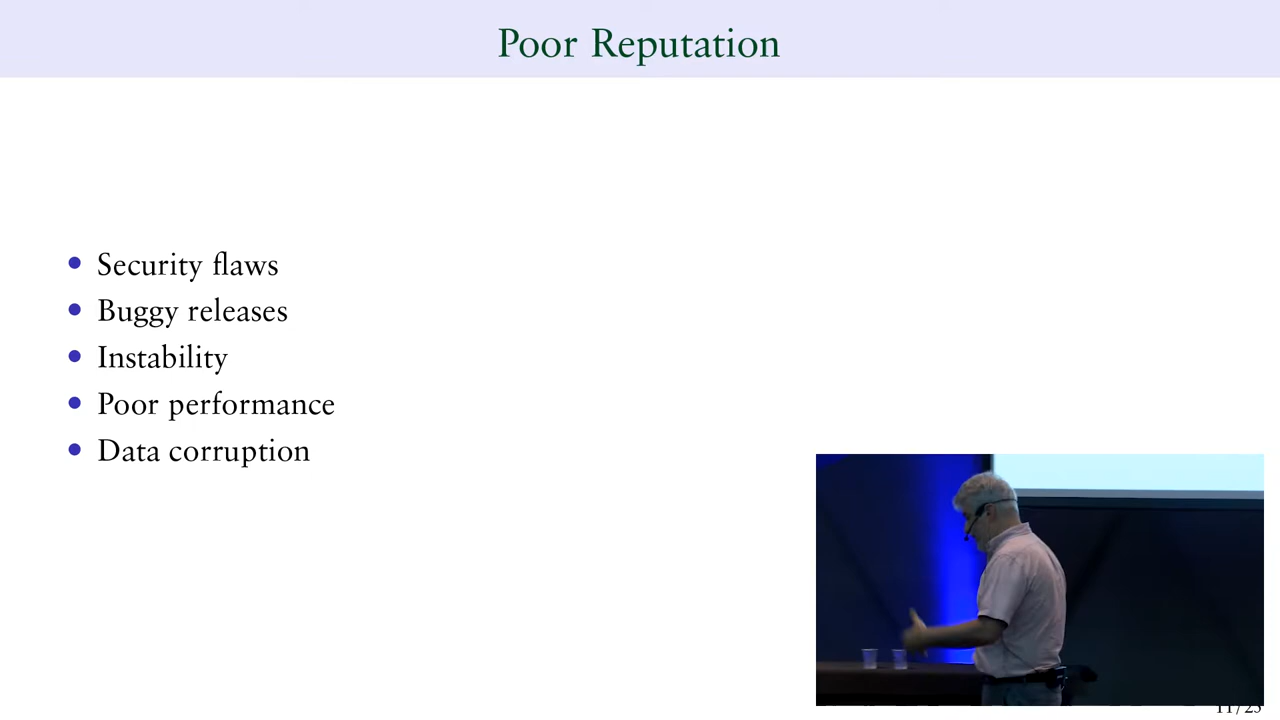 Poor Reputation
Security flaws
Buggy releases
Instability
Poor performance
Data corruption